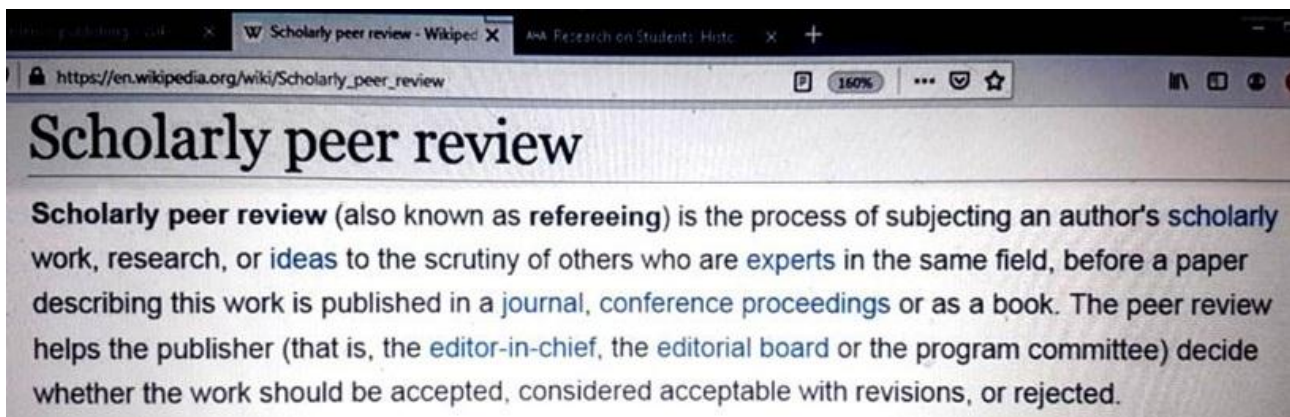 W Scholarly peer review - Wikiped X AHA Research on Students Histo X +
https://en.wikipedia.org/wiki/Scholarly_peer_review 160% ...
Scholarly peer review
Scholarly peer review (also known as refereeing) is the process of subjecting an author's scholarly
work, research, or ideas to the scrutiny of others who are experts in the same field, before a paper
describing this work is published in a journal, conference proceedings or as a book. The peer review
helps the publisher (that is, the editor-in-chief, the editorial board or the program committee) decide
whether the work should be accepted, considered acceptable with revisions, or rejected.